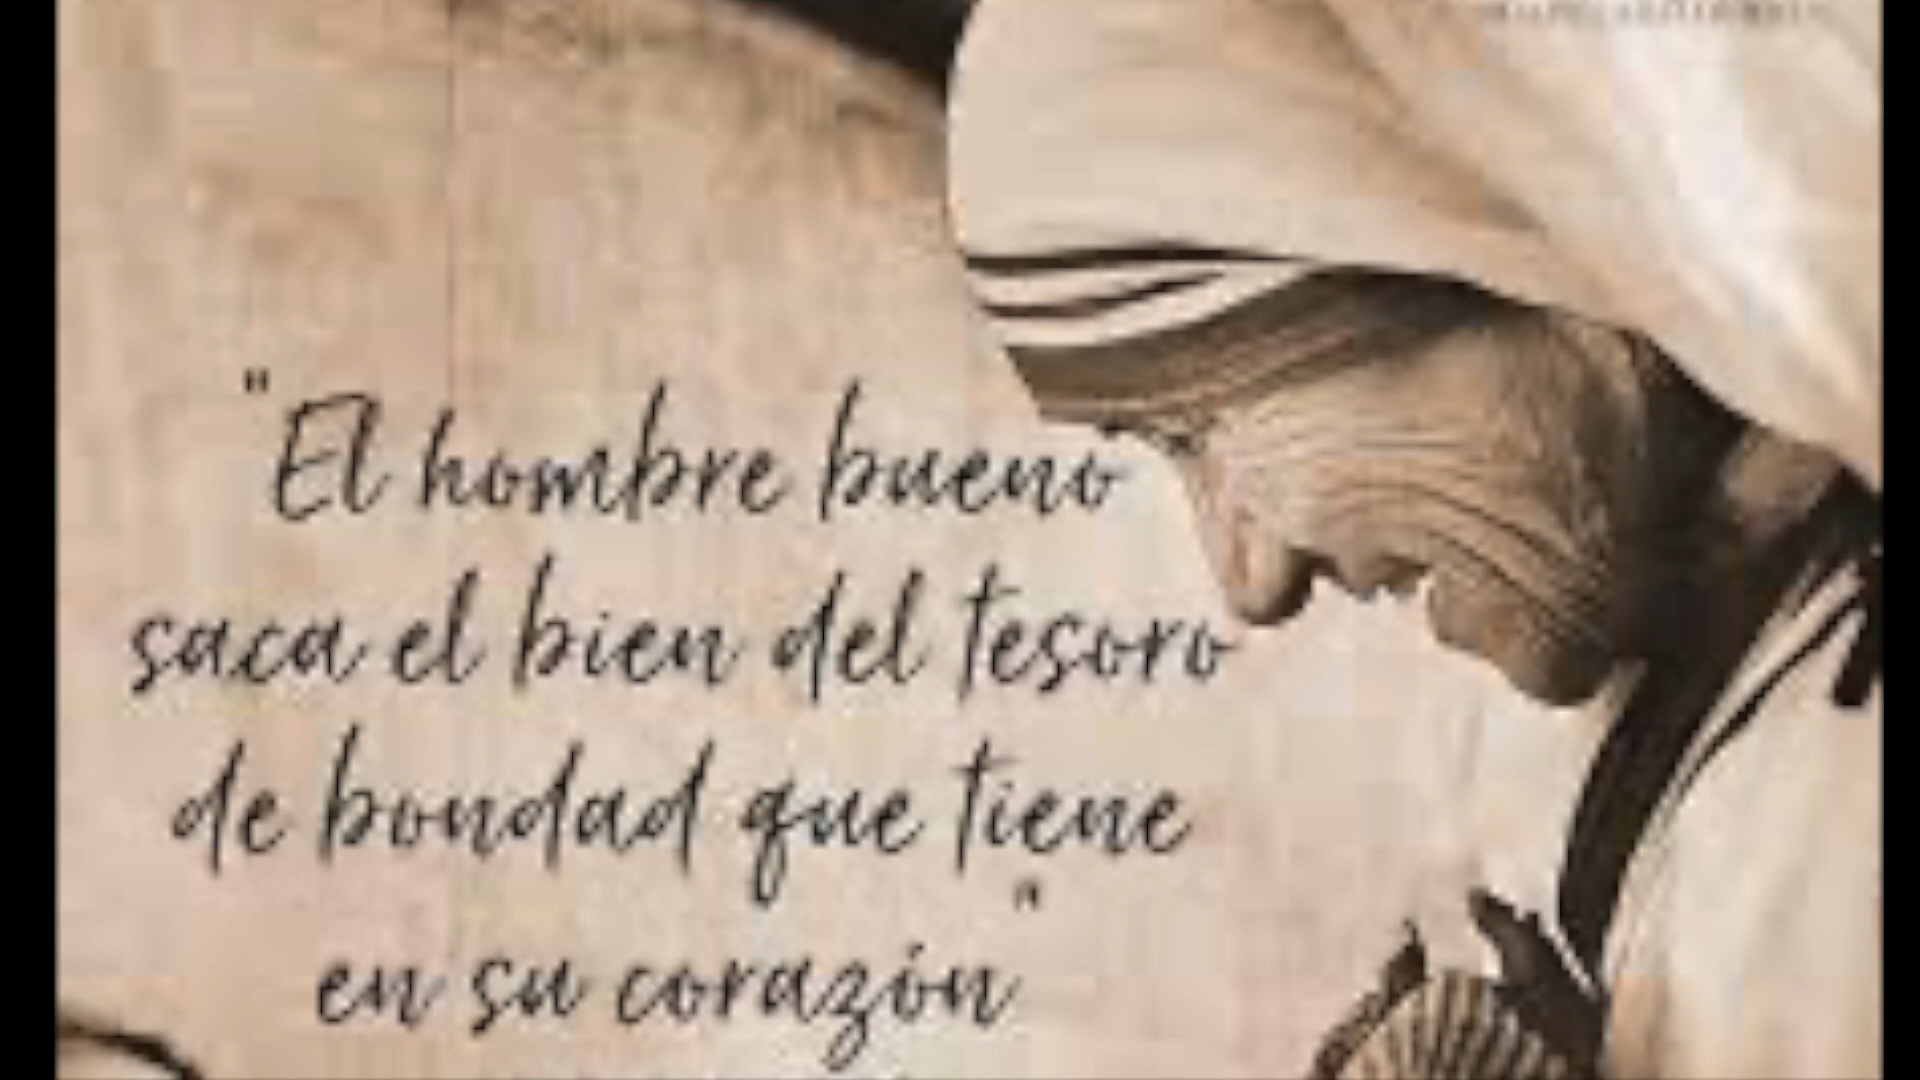 "El hombre bueno
saca el bien del tesoro
de bondad que tiene
en su corazón"